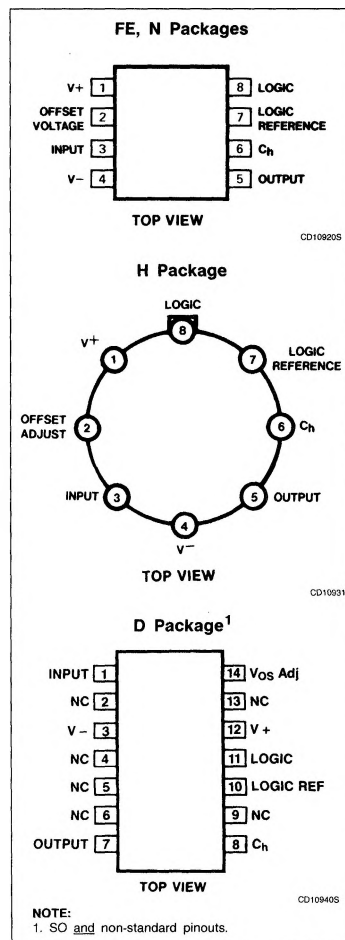 FE, N Packages
V+ 1 8 LOGIC
OFFSET VOLTAGE 2 7 LOGIC REFERENCE
INPUT 3 6 Ch
V− 4 5 OUTPUT
TOP VIEW
CD10920S
H Package
LOGIC
8
V+ 1 7 LOGIC REFERENCE
OFFSET ADJUST 2 6 Ch
INPUT 3 5 OUTPUT
4
V−
TOP VIEW
CD10931
D Package1
INPUT 1 14 VOS Adj
NC 2 13 NC
V − 3 12 V +
NC 4 11 LOGIC
NC 5 10 LOGIC REF
NC 6 9 NC
OUTPUT 7 8 Ch
TOP VIEW
CD10940S
NOTE:
1. SO and non-standard pinouts.